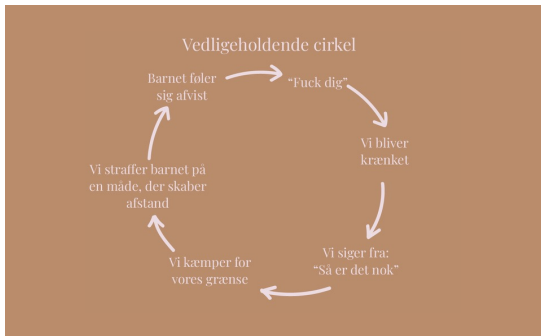 Vedligeholdende cirkel
Barnet føler
sig afvist
“Fuck dig”
Vi bliver
krænket
Vi siger fra:
“Så er det nok”
Vi kæmper for
vores grænse
Vi straffer barnet på
en måde, der skaber
afstand